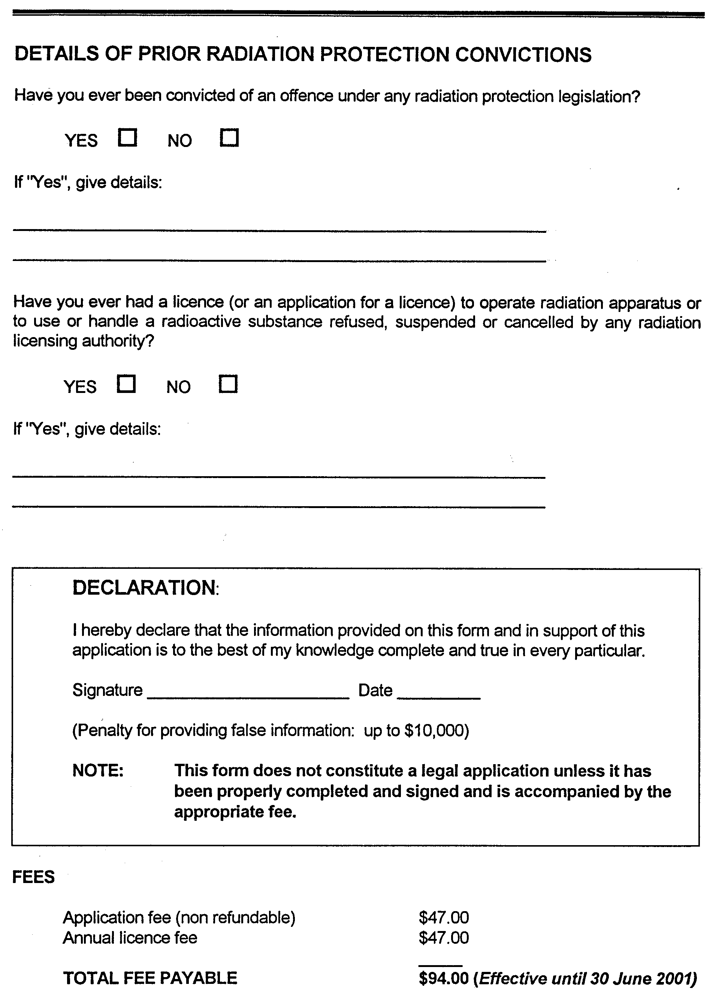 DETAILS OF PRIOR RADIATION PROTECTION CONVICTIONS
Have you ever been convicted of an offence under any radiation protection legislation?
YES ☐ NO ☐
If "Yes", give details:
Have you ever had a licence (or an application for a licence) to operate radiation apparatus or
to use or handle a radioactive substance refused, suspended or cancelled by any radiation
licensing authority?
YES ☐ NO ☐
If "Yes", give details:
DECLARATION:
I hereby declare that the information provided on this form and in support of this
application is to the best of my knowledge complete and true in every particular.
Signature ____________________ Date ________
(Penalty for providing false information: up to $10,000)
NOTE: This form does not constitute a legal application unless it has
been properly completed and signed and is accompanied by the
appropriate fee.
FEES
Application fee (non refundable) $47.00
Annual licence fee $47.00
TOTAL FEE PAYABLE $94.00 (Effective until 30 June 2001)